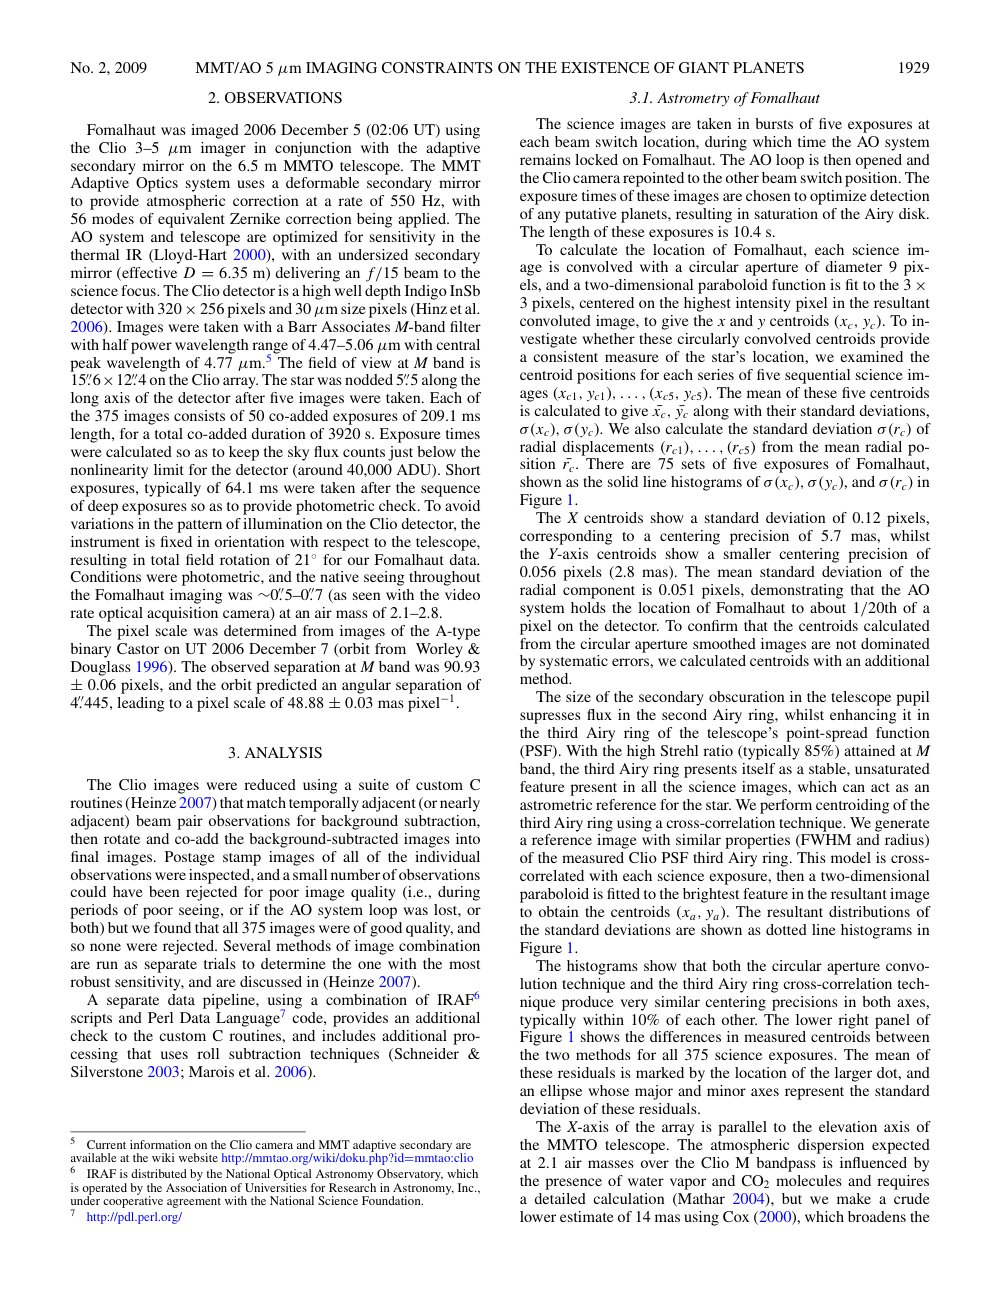 No. 2, 2009 MMT/AO 5 μm IMAGING CONSTRAINTS ON THE EXISTENCE OF GIANT PLANETS 1929
2. OBSERVATIONS
Fomalhaut was imaged 2006 December 5 (02:06 UT) using
the Clio 3–5 μm imager in conjunction with the adaptive
secondary mirror on the 6.5 m MMTO telescope. The MMT
Adaptive Optics system uses a deformable secondary mirror
to provide atmospheric correction at a rate of 550 Hz, with
56 modes of equivalent Zernike correction being applied. The
AO system and telescope are optimized for sensitivity in the
thermal IR (Lloyd-Hart 2000), with an undersized secondary
mirror (effective D = 6.35 m) delivering an f/15 beam to the
science focus. The Clio detector is a high well depth Indigo InSb
detector with 320 × 256 pixels and 30 μm size pixels (Hinz et al.
2006). Images were taken with a Barr Associates M-band filter
with half power wavelength range of 4.47–5.06 μm with central
peak wavelength of 4.77 μm.⁵ The field of view at M band is
15″.6 × 12″.4 on the Clio array. The star was nodded 5″.5 along the
long axis of the detector after five images were taken. Each of
the 375 images consists of 50 co-added exposures of 209.1 ms
length, for a total co-added duration of 3920 s. Exposure times
were calculated so as to keep the sky flux counts just below the
nonlinearity limit for the detector (around 40,000 ADU). Short
exposures, typically of 64.1 ms were taken after the sequence
of deep exposures so as to provide photometric check. To avoid
variations in the pattern of illumination on the Clio detector, the
instrument is fixed in orientation with respect to the telescope,
resulting in total field rotation of 21° for our Fomalhaut data.
Conditions were photometric, and the native seeing throughout
the Fomalhaut imaging was ~0″.5–0″.7 (as seen with the video
rate optical acquisition camera) at an air mass of 2.1–2.8.
The pixel scale was determined from images of the A-type
binary Castor on UT 2006 December 7 (orbit from Worley &
Douglass 1996). The observed separation at M band was 90.93
± 0.06 pixels, and the orbit predicted an angular separation of
4″.445, leading to a pixel scale of 48.88 ± 0.03 mas pixel⁻¹.
3. ANALYSIS
The Clio images were reduced using a suite of custom C
routines (Heinze 2007) that match temporally adjacent (or nearly
adjacent) beam pair observations for background subtraction,
then rotate and co-add the background-subtracted images into
final images. Postage stamp images of all of the individual
observations were inspected, and a small number of observations
could have been rejected for poor image quality (i.e., during
periods of poor seeing, or if the AO system loop was lost, or
both) but we found that all 375 images were of good quality, and
so none were rejected. Several methods of image combination
are run as separate trials to determine the one with the most
robust sensitivity, and are discussed in (Heinze 2007).
A separate data pipeline, using a combination of IRAF⁶
scripts and Perl Data Language⁷ code, provides an additional
check to the custom C routines, and includes additional pro-
cessing that uses roll subtraction techniques (Schneider &
Silverstone 2003; Marois et al. 2006).
⁵ Current information on the Clio camera and MMT adaptive secondary are
available at the wiki website http://mmtao.org/wiki/doku.php?id=mmtao:clio
⁶ IRAF is distributed by the National Optical Astronomy Observatory, which
is operated by the Association of Universities for Research in Astronomy, Inc.,
under cooperative agreement with the National Science Foundation.
⁷ http://pdl.perl.org/
3.1. Astrometry of Fomalhaut
The science images are taken in bursts of five exposures at
each beam switch location, during which time the AO system
remains locked on Fomalhaut. The AO loop is then opened and
the Clio camera repointed to the other beam switch position. The
exposure times of these images are chosen to optimize detection
of any putative planets, resulting in saturation of the Airy disk.
The length of these exposures is 10.4 s.
To calculate the location of Fomalhaut, each science im-
age is convolved with a circular aperture of diameter 9 pix-
els, and a two-dimensional paraboloid function is fit to the 3 ×
3 pixels, centered on the highest intensity pixel in the resultant
convoluted image, to give the x and y centroids (x_c, y_c). To in-
vestigate whether these circularly convolved centroids provide
a consistent measure of the star's location, we examined the
centroid positions for each series of five sequential science im-
ages (x_c1, y_c1), . . . , (x_c5, y_c5). The mean of these five centroids
is calculated to give x̄_c, ȳ_c along with their standard deviations,
σ(x_c), σ(y_c). We also calculate the standard deviation σ(r_c) of
radial displacements (r_c1), . . . , (r_c5) from the mean radial po-
sition r̄_c. There are 75 sets of five exposures of Fomalhaut,
shown as the solid line histograms of σ(x_c), σ(y_c), and σ(r_c) in
Figure 1.
The X centroids show a standard deviation of 0.12 pixels,
corresponding to a centering precision of 5.7 mas, whilst
the Y-axis centroids show a smaller centering precision of
0.056 pixels (2.8 mas). The mean standard deviation of the
radial component is 0.051 pixels, demonstrating that the AO
system holds the location of Fomalhaut to about 1/20th of a
pixel on the detector. To confirm that the centroids calculated
from the circular aperture smoothed images are not dominated
by systematic errors, we calculated centroids with an additional
method.
The size of the secondary obscuration in the telescope pupil
supresses flux in the second Airy ring, whilst enhancing it in
the third Airy ring of the telescope's point-spread function
(PSF). With the high Strehl ratio (typically 85%) attained at M
band, the third Airy ring presents itself as a stable, unsaturated
feature present in all the science images, which can act as an
astrometric reference for the star. We perform centroiding of the
third Airy ring using a cross-correlation technique. We generate
a reference image with similar properties (FWHM and radius)
of the measured Clio PSF third Airy ring. This model is cross-
correlated with each science exposure, then a two-dimensional
paraboloid is fitted to the brightest feature in the resultant image
to obtain the centroids (x_a, y_a). The resultant distributions of
the standard deviations are shown as dotted line histograms in
Figure 1.
The histograms show that both the circular aperture convo-
lution technique and the third Airy ring cross-correlation tech-
nique produce very similar centering precisions in both axes,
typically within 10% of each other. The lower right panel of
Figure 1 shows the differences in measured centroids between
the two methods for all 375 science exposures. The mean of
these residuals is marked by the location of the larger dot, and
an ellipse whose major and minor axes represent the standard
deviation of these residuals.
The X-axis of the array is parallel to the elevation axis of
the MMTO telescope. The atmospheric dispersion expected
at 2.1 air masses over the Clio M bandpass is influenced by
the presence of water vapor and CO₂ molecules and requires
a detailed calculation (Mathar 2004), but we make a crude
lower estimate of 14 mas using Cox (2000), which broadens the